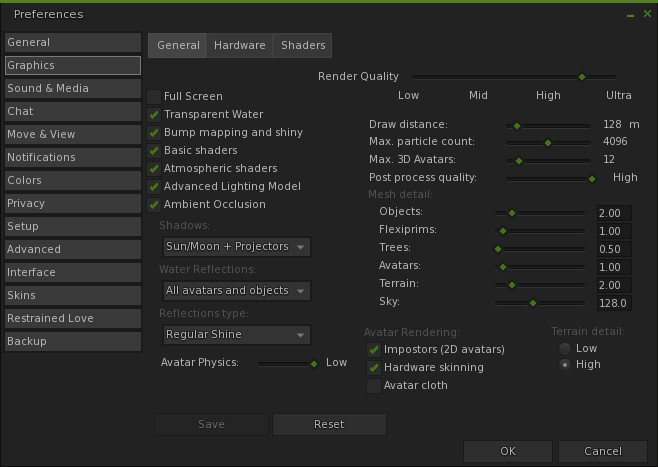 Preferences
General
Graphics
Sound & Media
Chat
Move & View
Notifications
Colors
Privacy
Setup
Advanced
Interface
Skins
Restrained Love
Backup
General Hardware Shaders
Render Quality
Low Mid High Ultra
Full Screen
Transparent Water
Bump mapping and shiny
Basic shaders
Atmospheric shaders
Advanced Lighting Model
Ambient Occlusion
Shadows:
Sun/Moon + Projectors
Water Reflections:
All avatars and objects
Reflections type:
Regular Shine
Avatar Physics: Low
Draw distance: 128 m
Max. particle count: 4096
Max. 3D Avatars: 12
Post process quality: High
Mesh detail:
Objects: 2.00
Flexiprims: 1.00
Trees: 0.50
Avatars: 1.00
Terrain: 2.00
Sky: 128.0
Avatar Rendering:
Impostors (2D avatars)
Hardware skinning
Avatar cloth
Terrain detail:
Low
High
Save Reset
OK Cancel